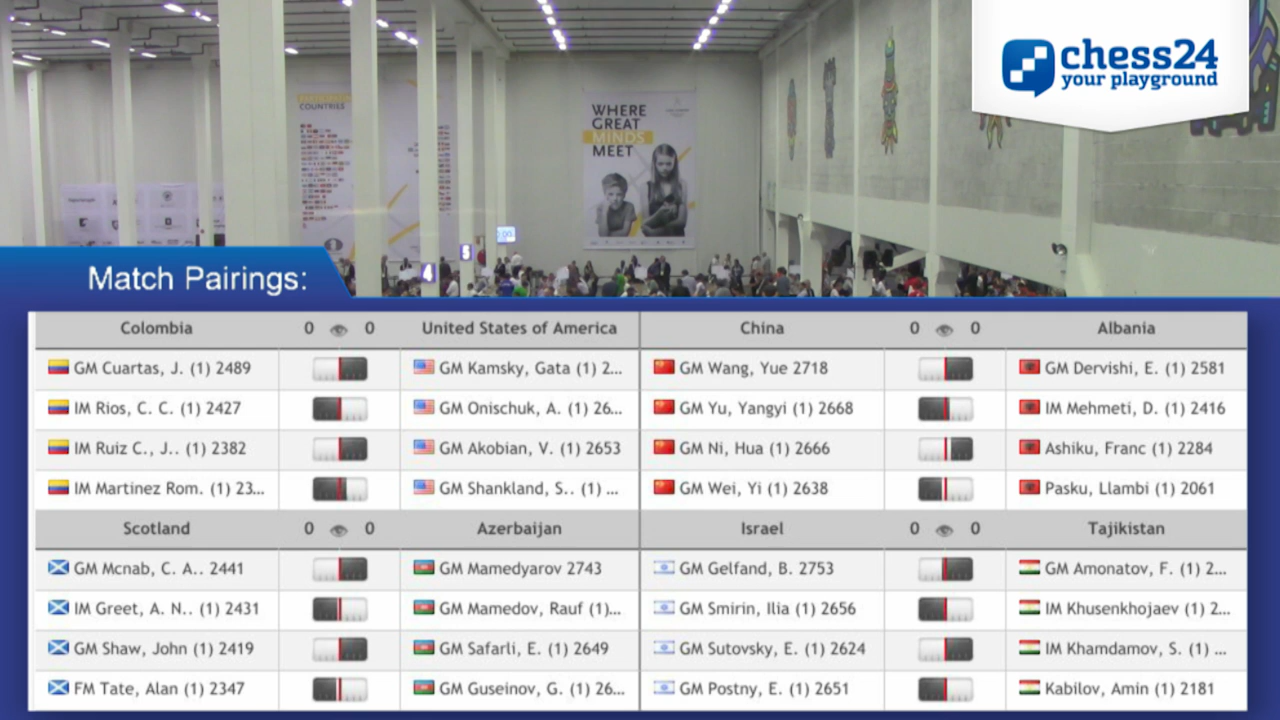 chess24
your playground
COUNTRIES
WHERE
GREAT
MINDS
MEET
5
4
Match Pairings:
Colombia 0 0 United States of America China 0 0 Albania
GM Cuartas, J. (1) 2489 GM Kamsky, Gata (1) 2... GM Wang, Yue 2718 GM Dervishi, E. (1) 2581
IM Rios, C. C. (1) 2427 GM Onischuk, A. (1) 26... GM Yu, Yangyi (1) 2668 IM Mehmeti, D. (1) 2416
IM Ruiz C., J.. (1) 2382 GM Akobian, V. (1) 2653 GM Ni, Hua (1) 2666 Ashiku, Franc (1) 2284
IM Martinez Rom. (1) 23... GM Shankland, S.. (1) ... GM Wei, Yi (1) 2638 Pasku, Llambi (1) 2061
Scotland 0 0 Azerbaijan Israel 0 0 Tajikistan
GM Mcnab, C. A.. 2441 GM Mamedyarov 2743 GM Gelfand, B. 2753 GM Amonatov, F. (1) 2...
IM Greet, A. N.. (1) 2431 GM Mamedov, Rauf (1)... GM Smirin, Ilia (1) 2656 IM Khusenkhojaev (1) 2...
GM Shaw, John (1) 2419 GM Safarli, E. (1) 2649 GM Sutovsky, E. (1) 2624 IM Khamdamov, S. (1) ...
FM Tate, Alan (1) 2347 GM Guseinov, G. (1) 26... GM Postny, E. (1) 2651 Kabilov, Amin (1) 2181